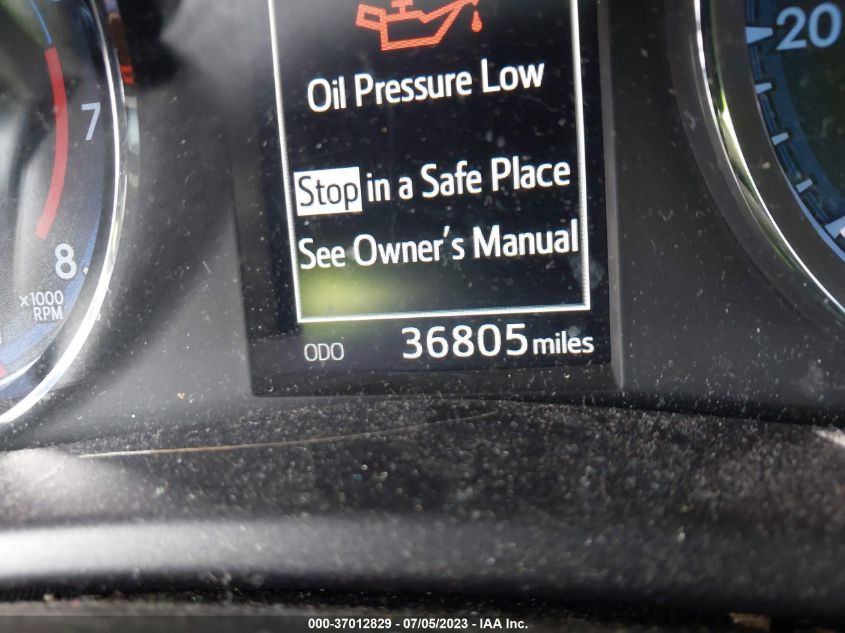 Oil Pressure Low
Stop in a Safe Place
See Owner's Manual
ODO 36805 miles
7
8
x1000
RPM
20
000-37012829 / 07/05/2023 / © IAA, Inc.